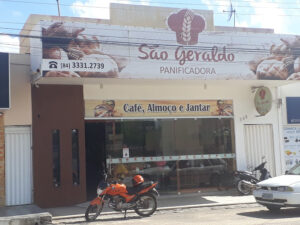 São Geraldo
PANIFICADORA
(84) 3331.2739
Café, Almoço e Jantar